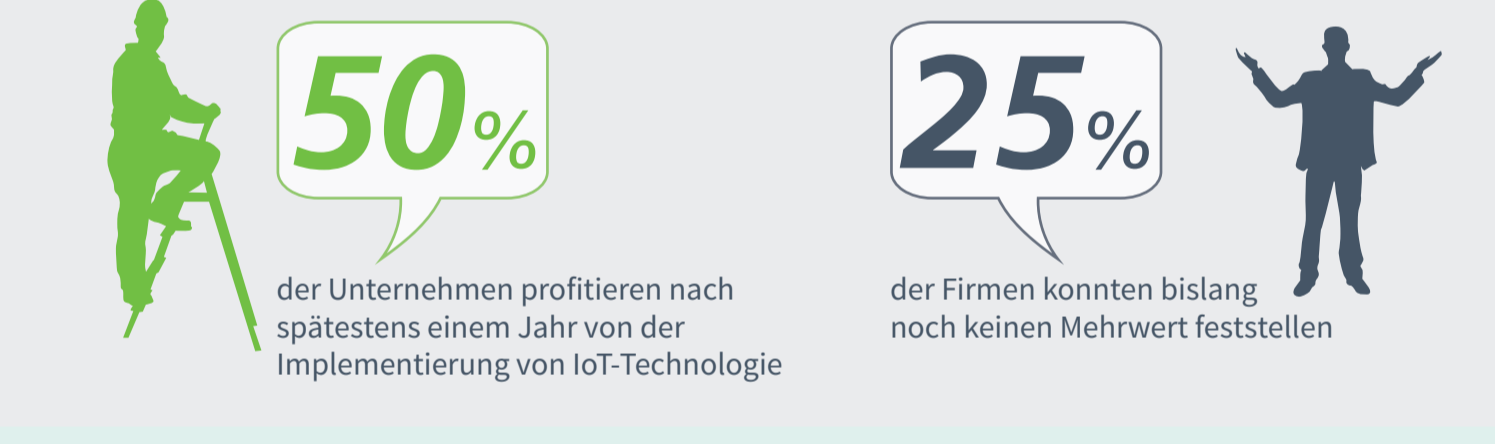 50%
der Unternehmen profitieren nach
spätestens einem Jahr von der
Implementierung von IoT-Technologie
25%
der Firmen konnten bislang
noch keinen Mehrwert feststellen